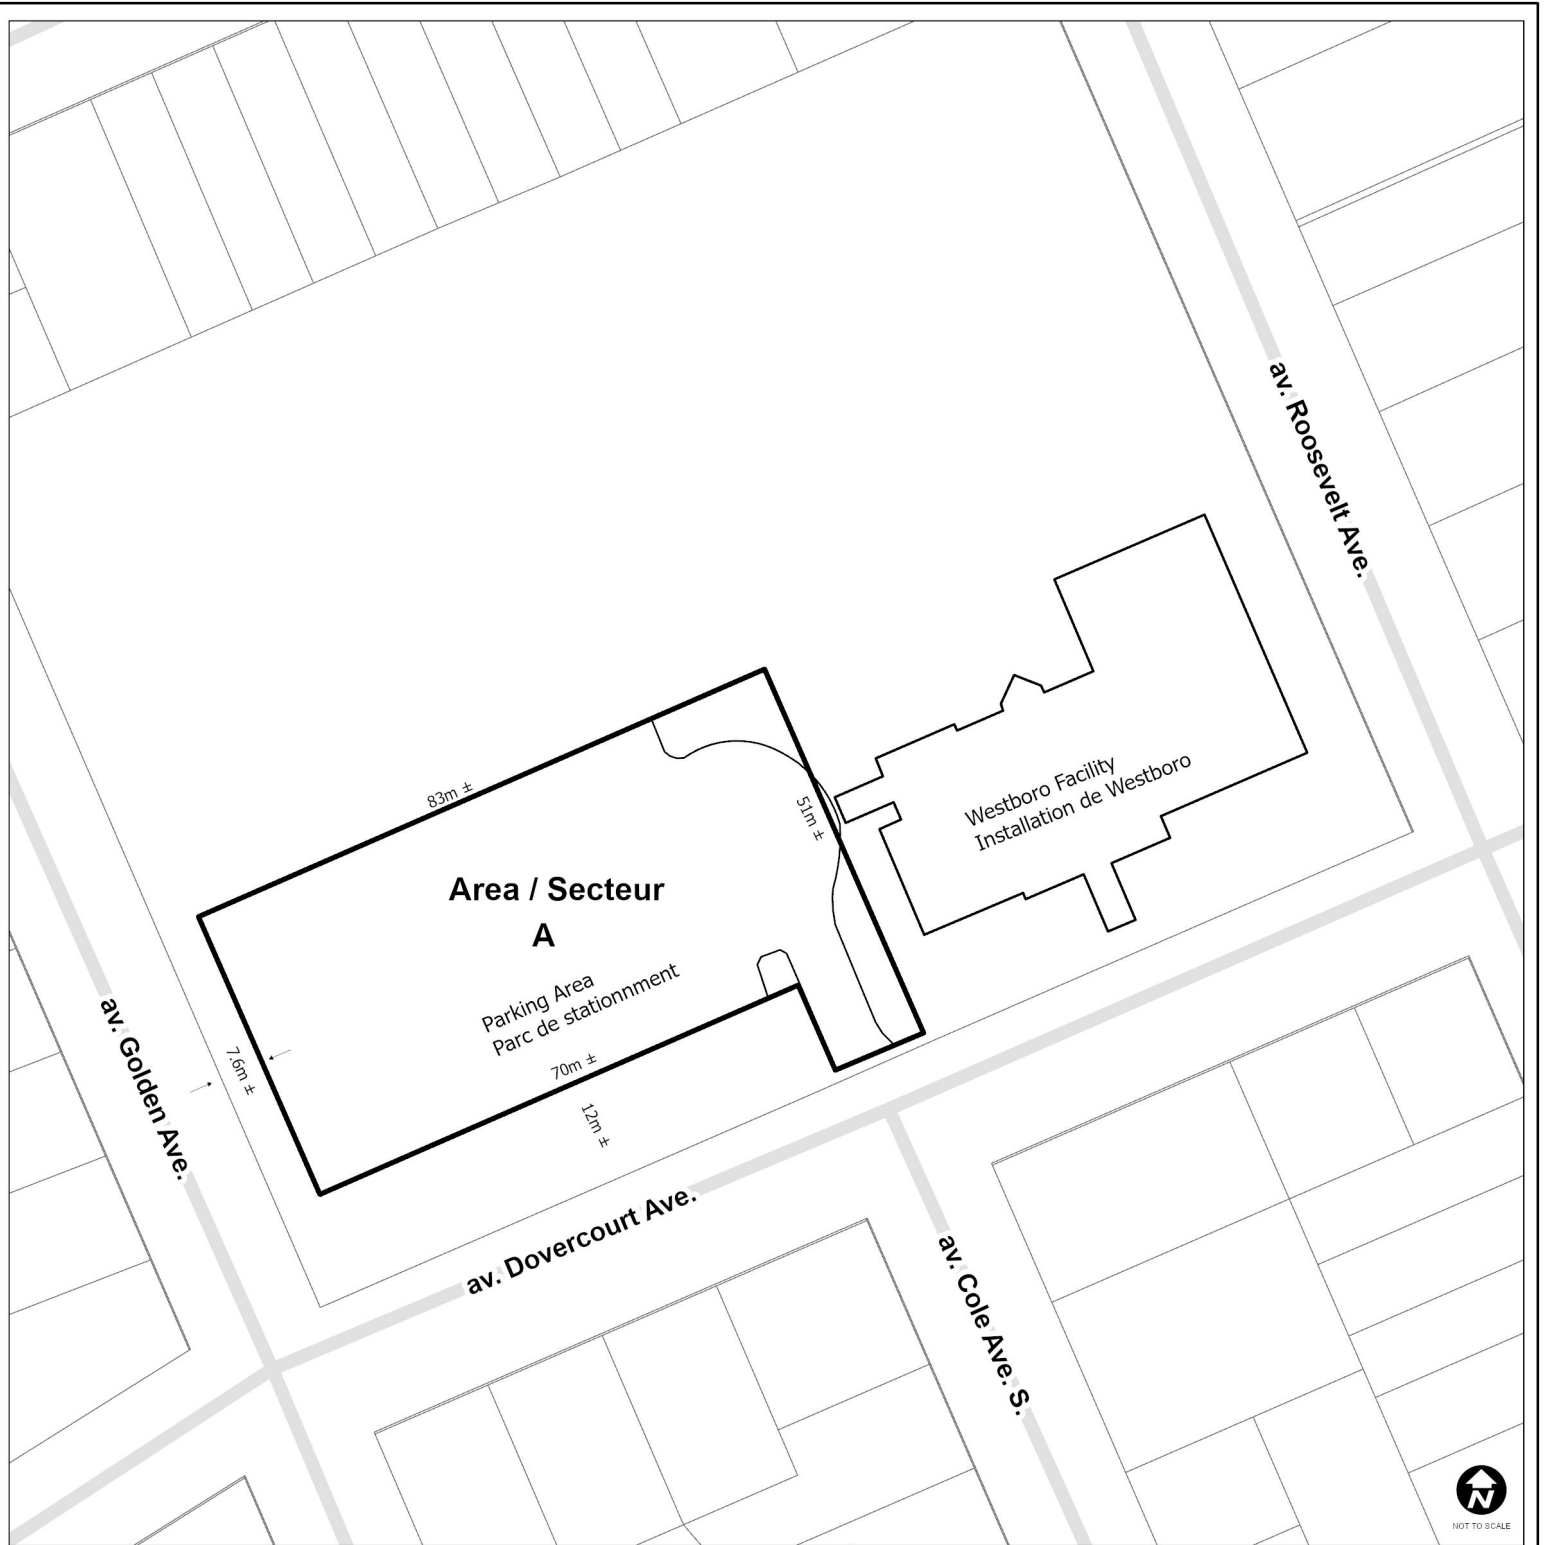 av. Roosevelt Ave.
83m ±
51m ±
Westboro Facility
Installation de Westboro
Area / Secteur
A
Parking Area
Parc de stationnment
70m ±
12m ±
7.6m ±
av. Golden Ave.
av. Dovercourt Ave.
av. Cole Ave. S.
N
NOT TO SCALE